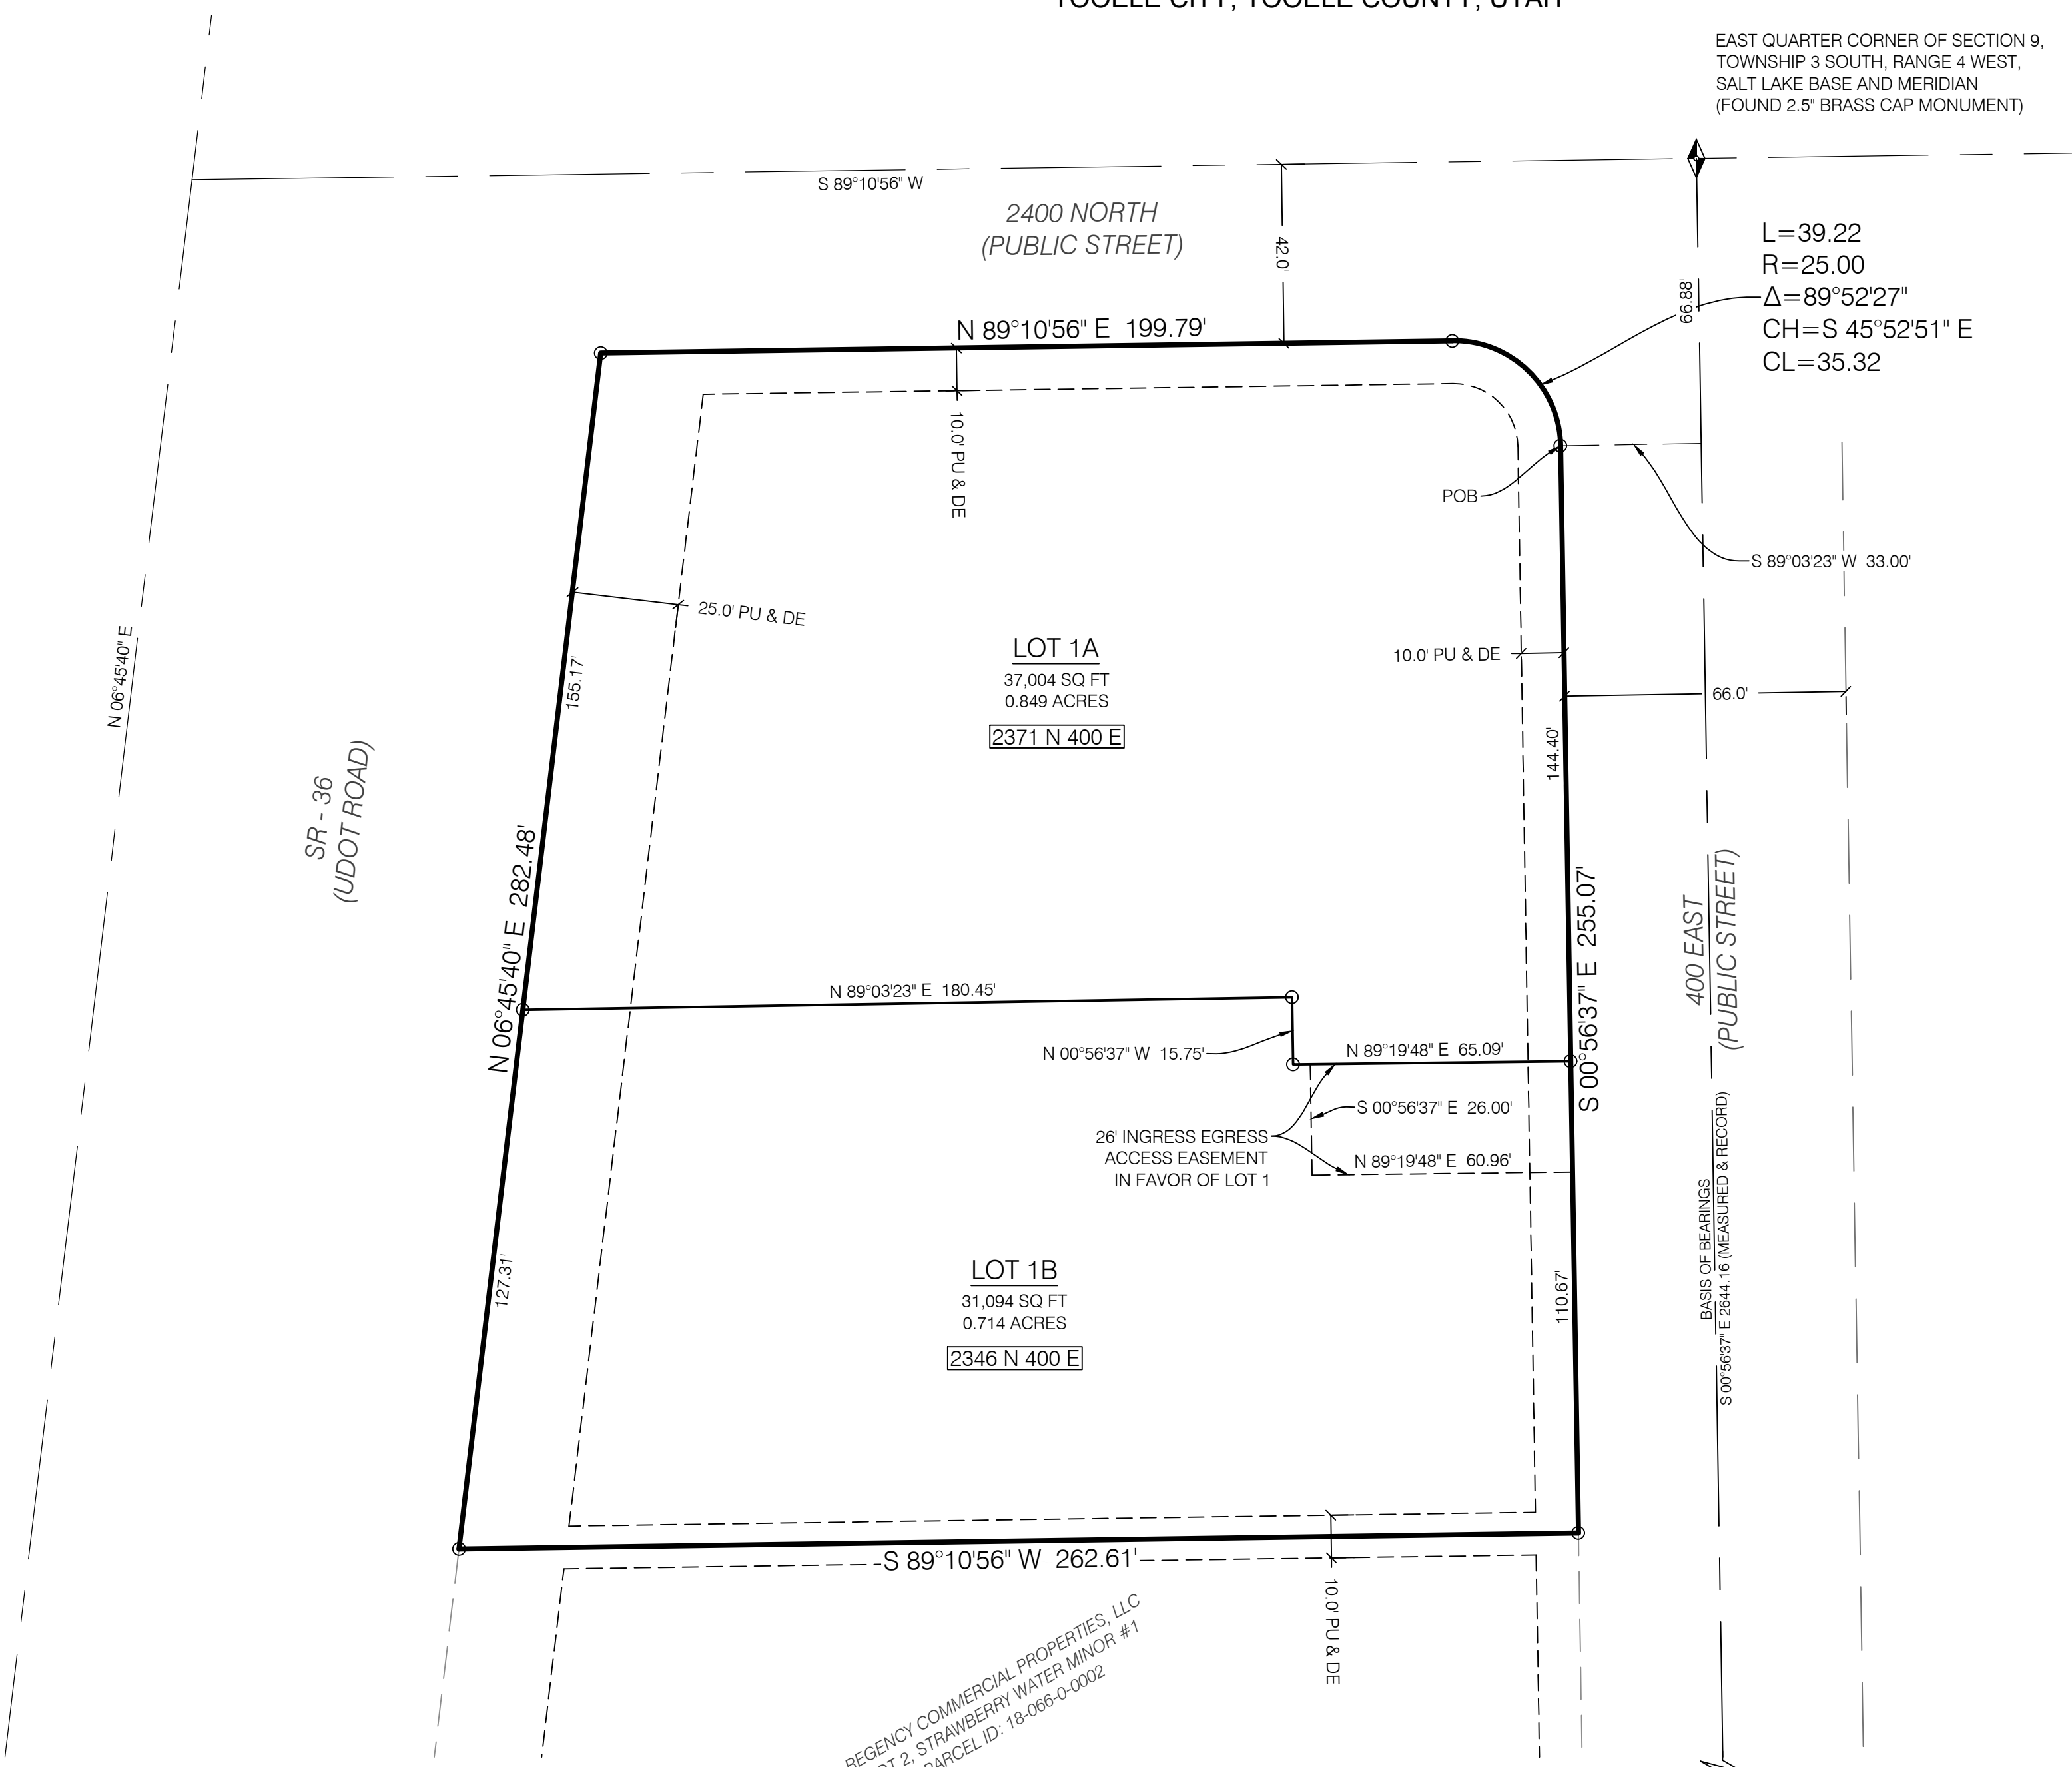 TOOELE CITY, TOOELE COUNTY, UTAH
EAST QUARTER CORNER OF SECTION 9,
TOWNSHIP 3 SOUTH, RANGE 4 WEST,
SALT LAKE BASE AND MERIDIAN
(FOUND 2.5" BRASS CAP MONUMENT)
S 89°10'56" W
2400 NORTH
(PUBLIC STREET)
42.0'
66.88'
L=39.22
R=25.00
Δ=89°52'27"
CH=S 45°52'51" E
CL=35.32
N 89°10'56" E 199.79'
10.0' PU & DE
POB
S 89°03'23" W 33.00'
25.0' PU & DE
N 06°45'40" E
155.17'
LOT 1A
37,004 SQ FT
0.849 ACRES
2371 N 400 E
10.0' PU & DE
66.0'
144.40'
SR - 36
(UDOT ROAD)
N 06°45'40" E 282.48'
S 00°56'37" E 255.07'
400 EAST
(PUBLIC STREET)
N 89°03'23" E 180.45'
N 00°56'37" W 15.75'
N 89°19'48" E 65.09'
S 00°56'37" E 26.00'
26' INGRESS EGRESS
ACCESS EASEMENT
IN FAVOR OF LOT 1
N 89°19'48" E 60.96'
BASIS OF BEARINGS
S 00°56'37" E 2644.16 (MEASURED & RECORD)
127.31'
LOT 1B
31,094 SQ FT
0.714 ACRES
2346 N 400 E
110.67'
S 89°10'56" W 262.61'
10.0' PU & DE
REGENCY COMMERCIAL PROPERTIES, LLC
2, STRAWBERRY WATER MINOR #1
PARCEL ID: 18-066-0-0002